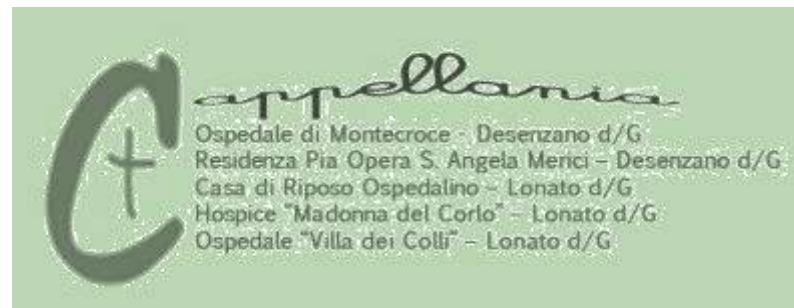 Cappellania
Ospedale di Montecroce - Desenzano d/G
Residenza Pia Opera S. Angela Merici – Desenzano d/G
Casa di Riposo Ospedalino – Lonato d/G
Hospice "Madonna del Corlo" – Lonato d/G
Ospedale "Villa dei Colli" – Lonato d/G